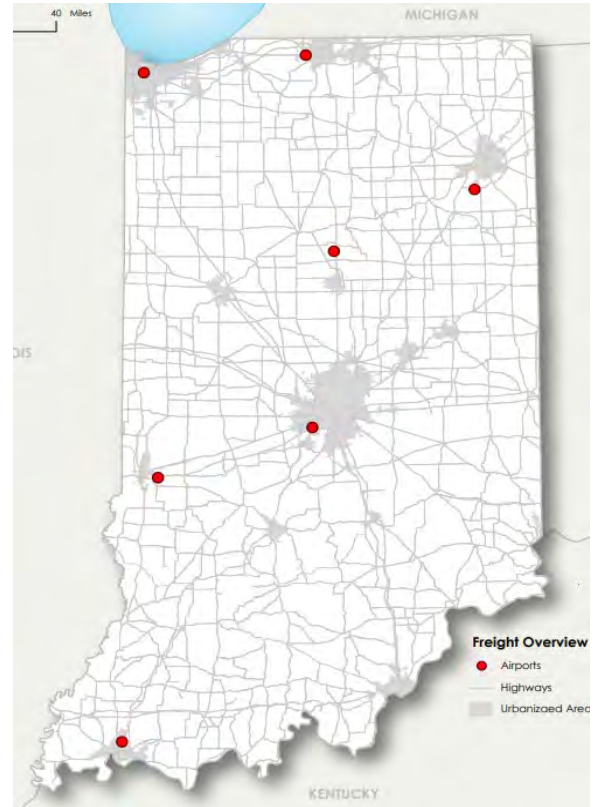 40 Miles
MICHIGAN
OIS
Freight Overview
Airports
Highways
Urbanizaed Area
KENTUCKY